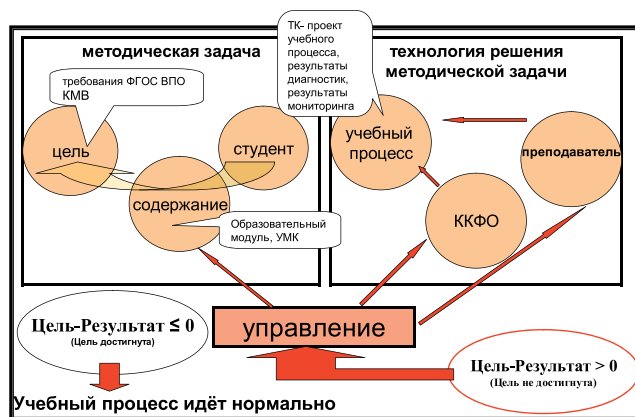 методическая задача
ТК– проект
учебного
процесса,
результаты
диагностик,
результаты
мониторинга
технология решения
методической задачи
требования ФГОС ВПО
КМВ
цель
студент
содержание
Образовательный
модуль, УМК
учебный
процесс
преподаватель
ККФО
управление
Цель-Результат ≤ 0
(Цель достигнута)
Цель-Результат > 0
(Цель не достигнута)
Учебный процесс идёт нормально